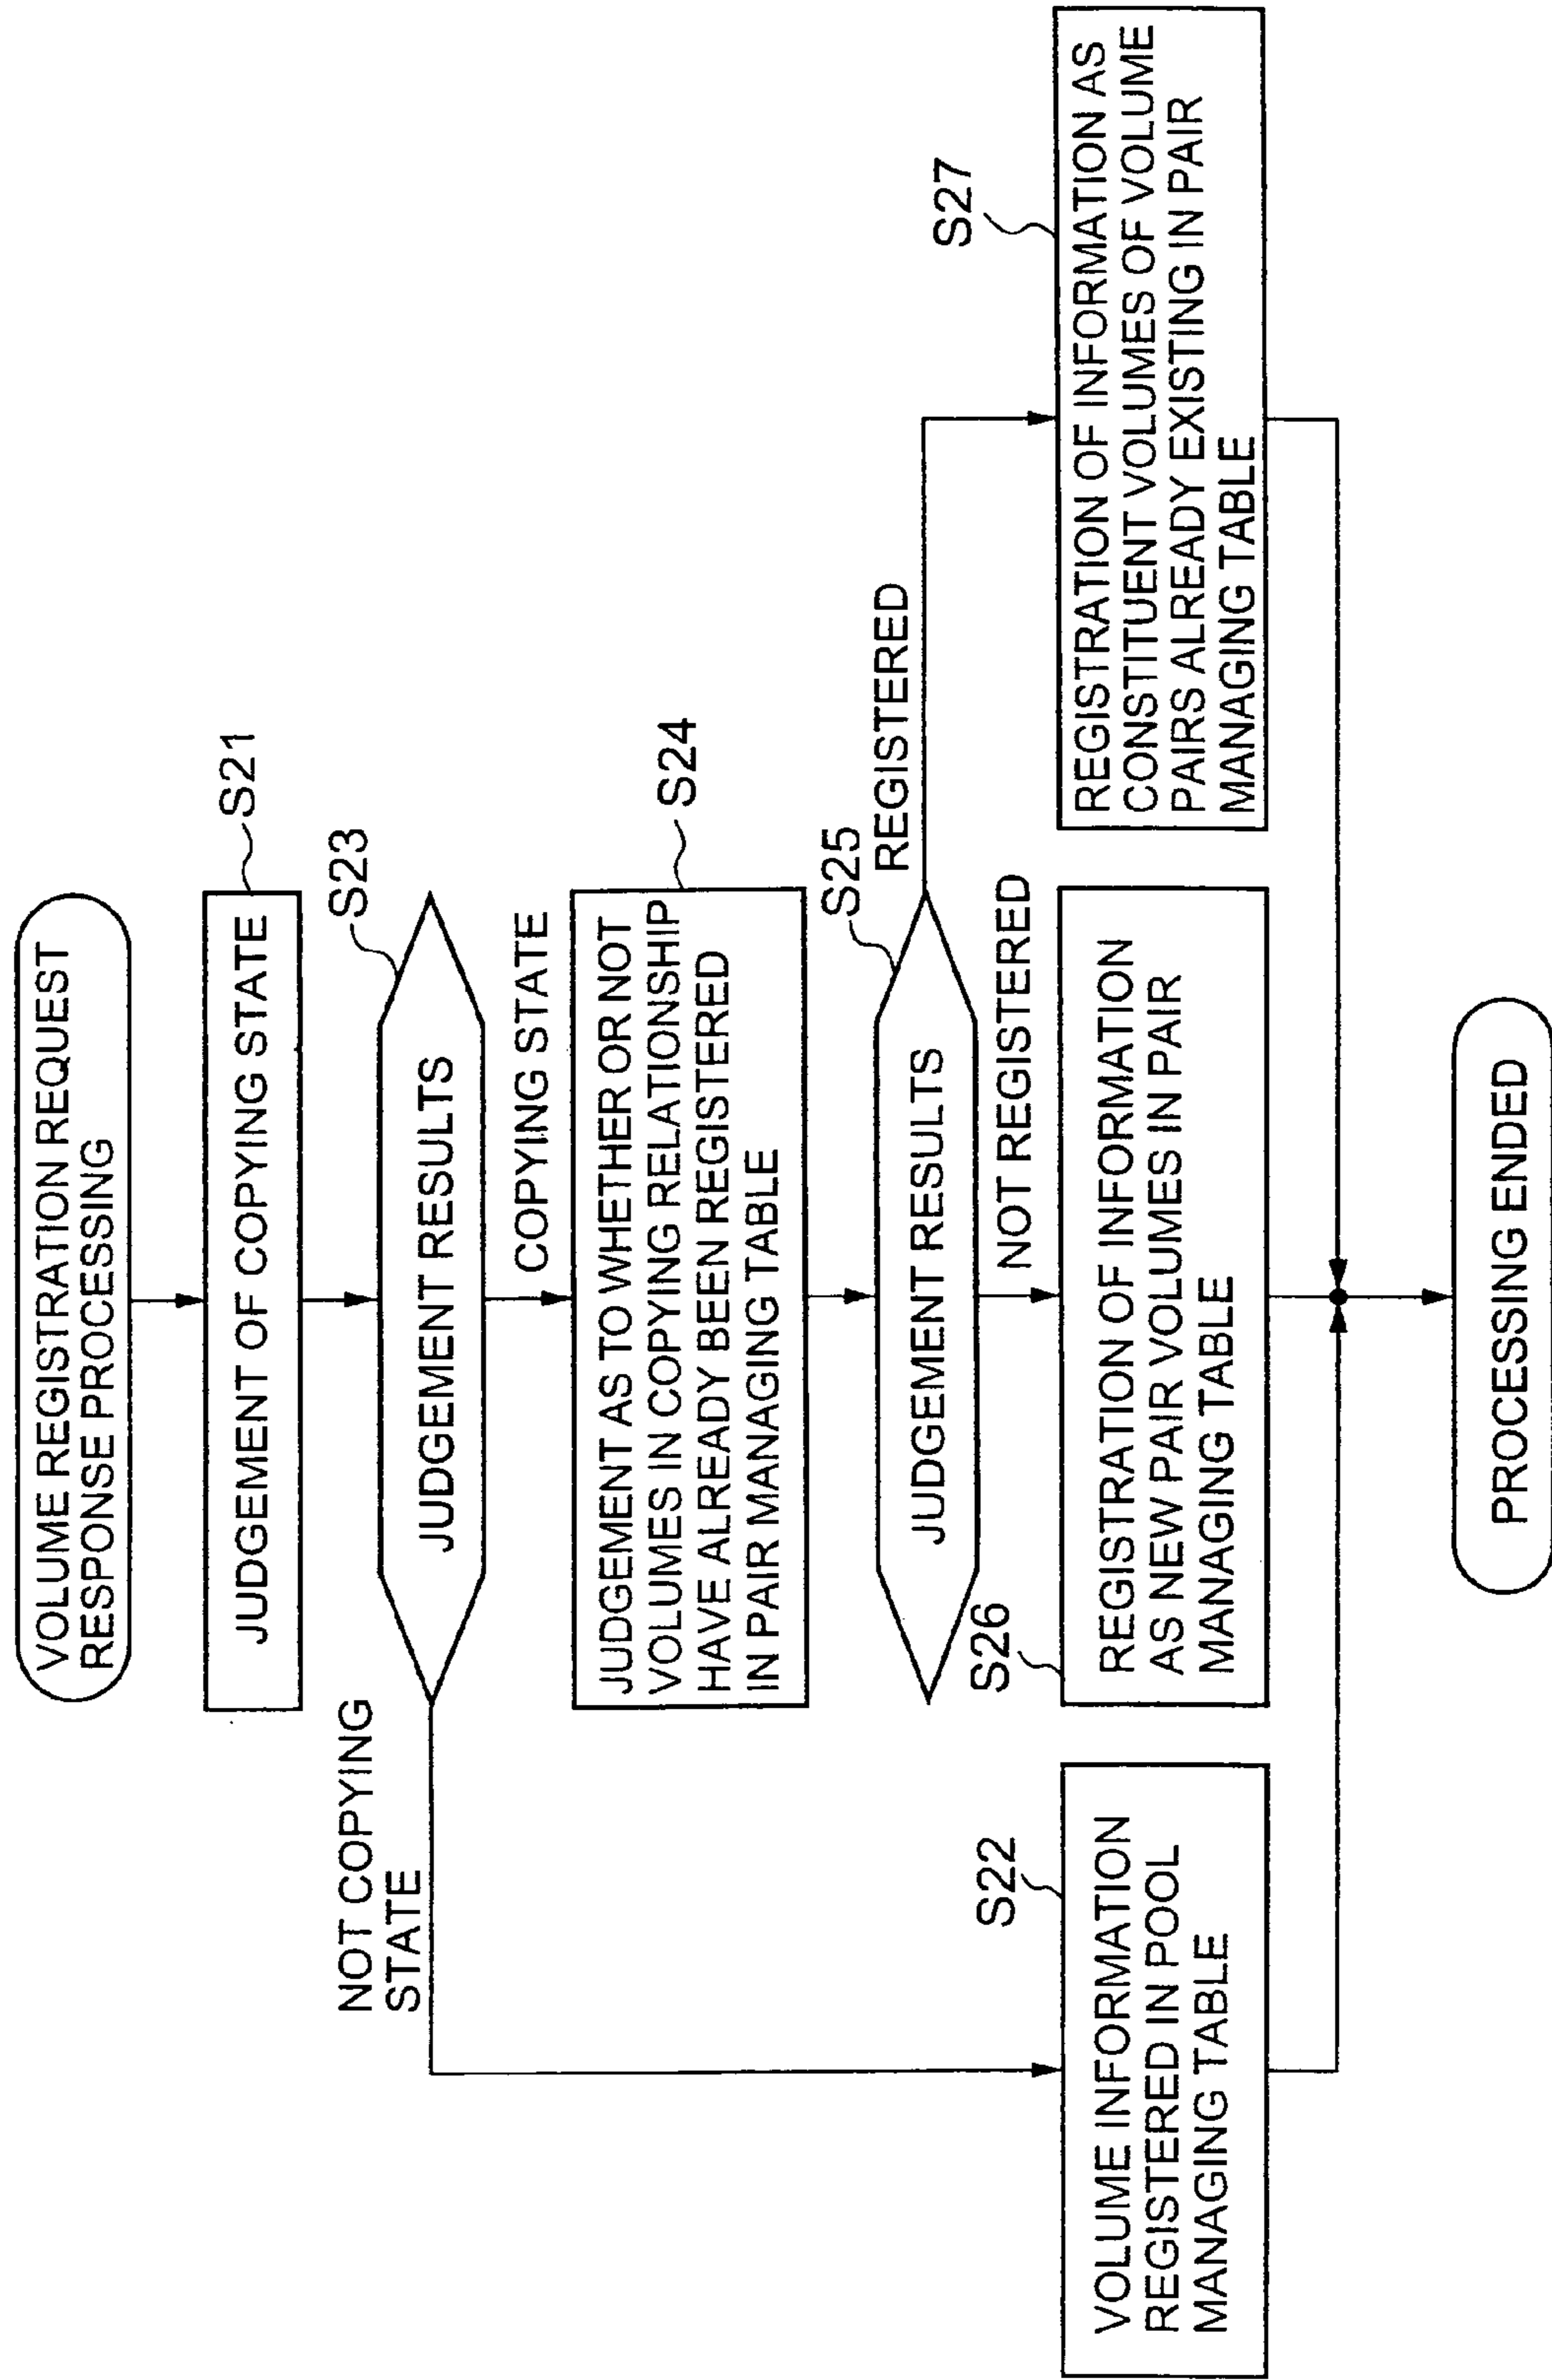 VOLUME REGISTRATION REQUEST
RESPONSE PROCESSING
JUDGEMENT OF COPYING STATE
S21
JUDGEMENT RESULTS
S23
NOT COPYING
STATE
COPYING STATE
JUDGEMENT AS TO WHETHER OR NOT
VOLUMES IN COPYING RELATIONSHIP
HAVE ALREADY BEEN REGISTERED
IN PAIR MANAGING TABLE
S24
JUDGEMENT RESULTS
S25
REGISTERED
NOT REGISTERED
S22
VOLUME INFORMATION
REGISTERED IN POOL
MANAGING TABLE
S26
REGISTRATION OF INFORMATION
AS NEW PAIR VOLUMES IN PAIR
MANAGING TABLE
S27
REGISTRATION OF INFORMATION AS
CONSTITUENT VOLUMES OF VOLUME
PAIRS ALREADY EXISTING IN PAIR
MANAGING TABLE
PROCESSING ENDED